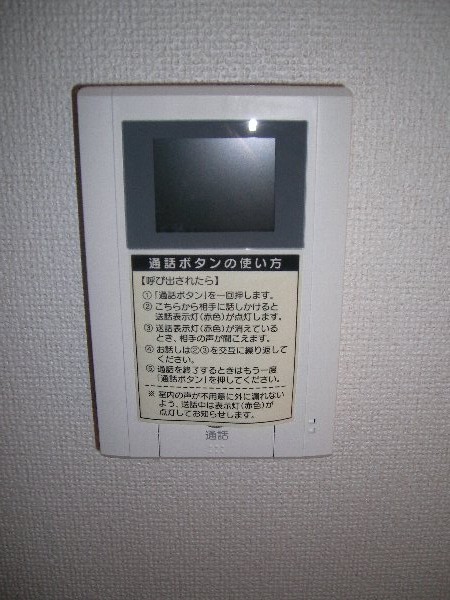 通話ボタンの使い方
【呼び出されたら】
①「通話ボタン」を一回押します。
②こちらから相手に話しかけると
送話表示灯(赤色)が点灯します。
③送話表示灯(赤色)が消えている
とき、相手の声が聞こえます。
④お話しは②③を交互に繰り返して
ください。
⑤通話を終了するときはもう一度
「通話ボタン」を押してください。
※室内の声が不用意に外に漏れない
よう、送話中は表示灯(赤色)が
点灯してお知らせします。
通話